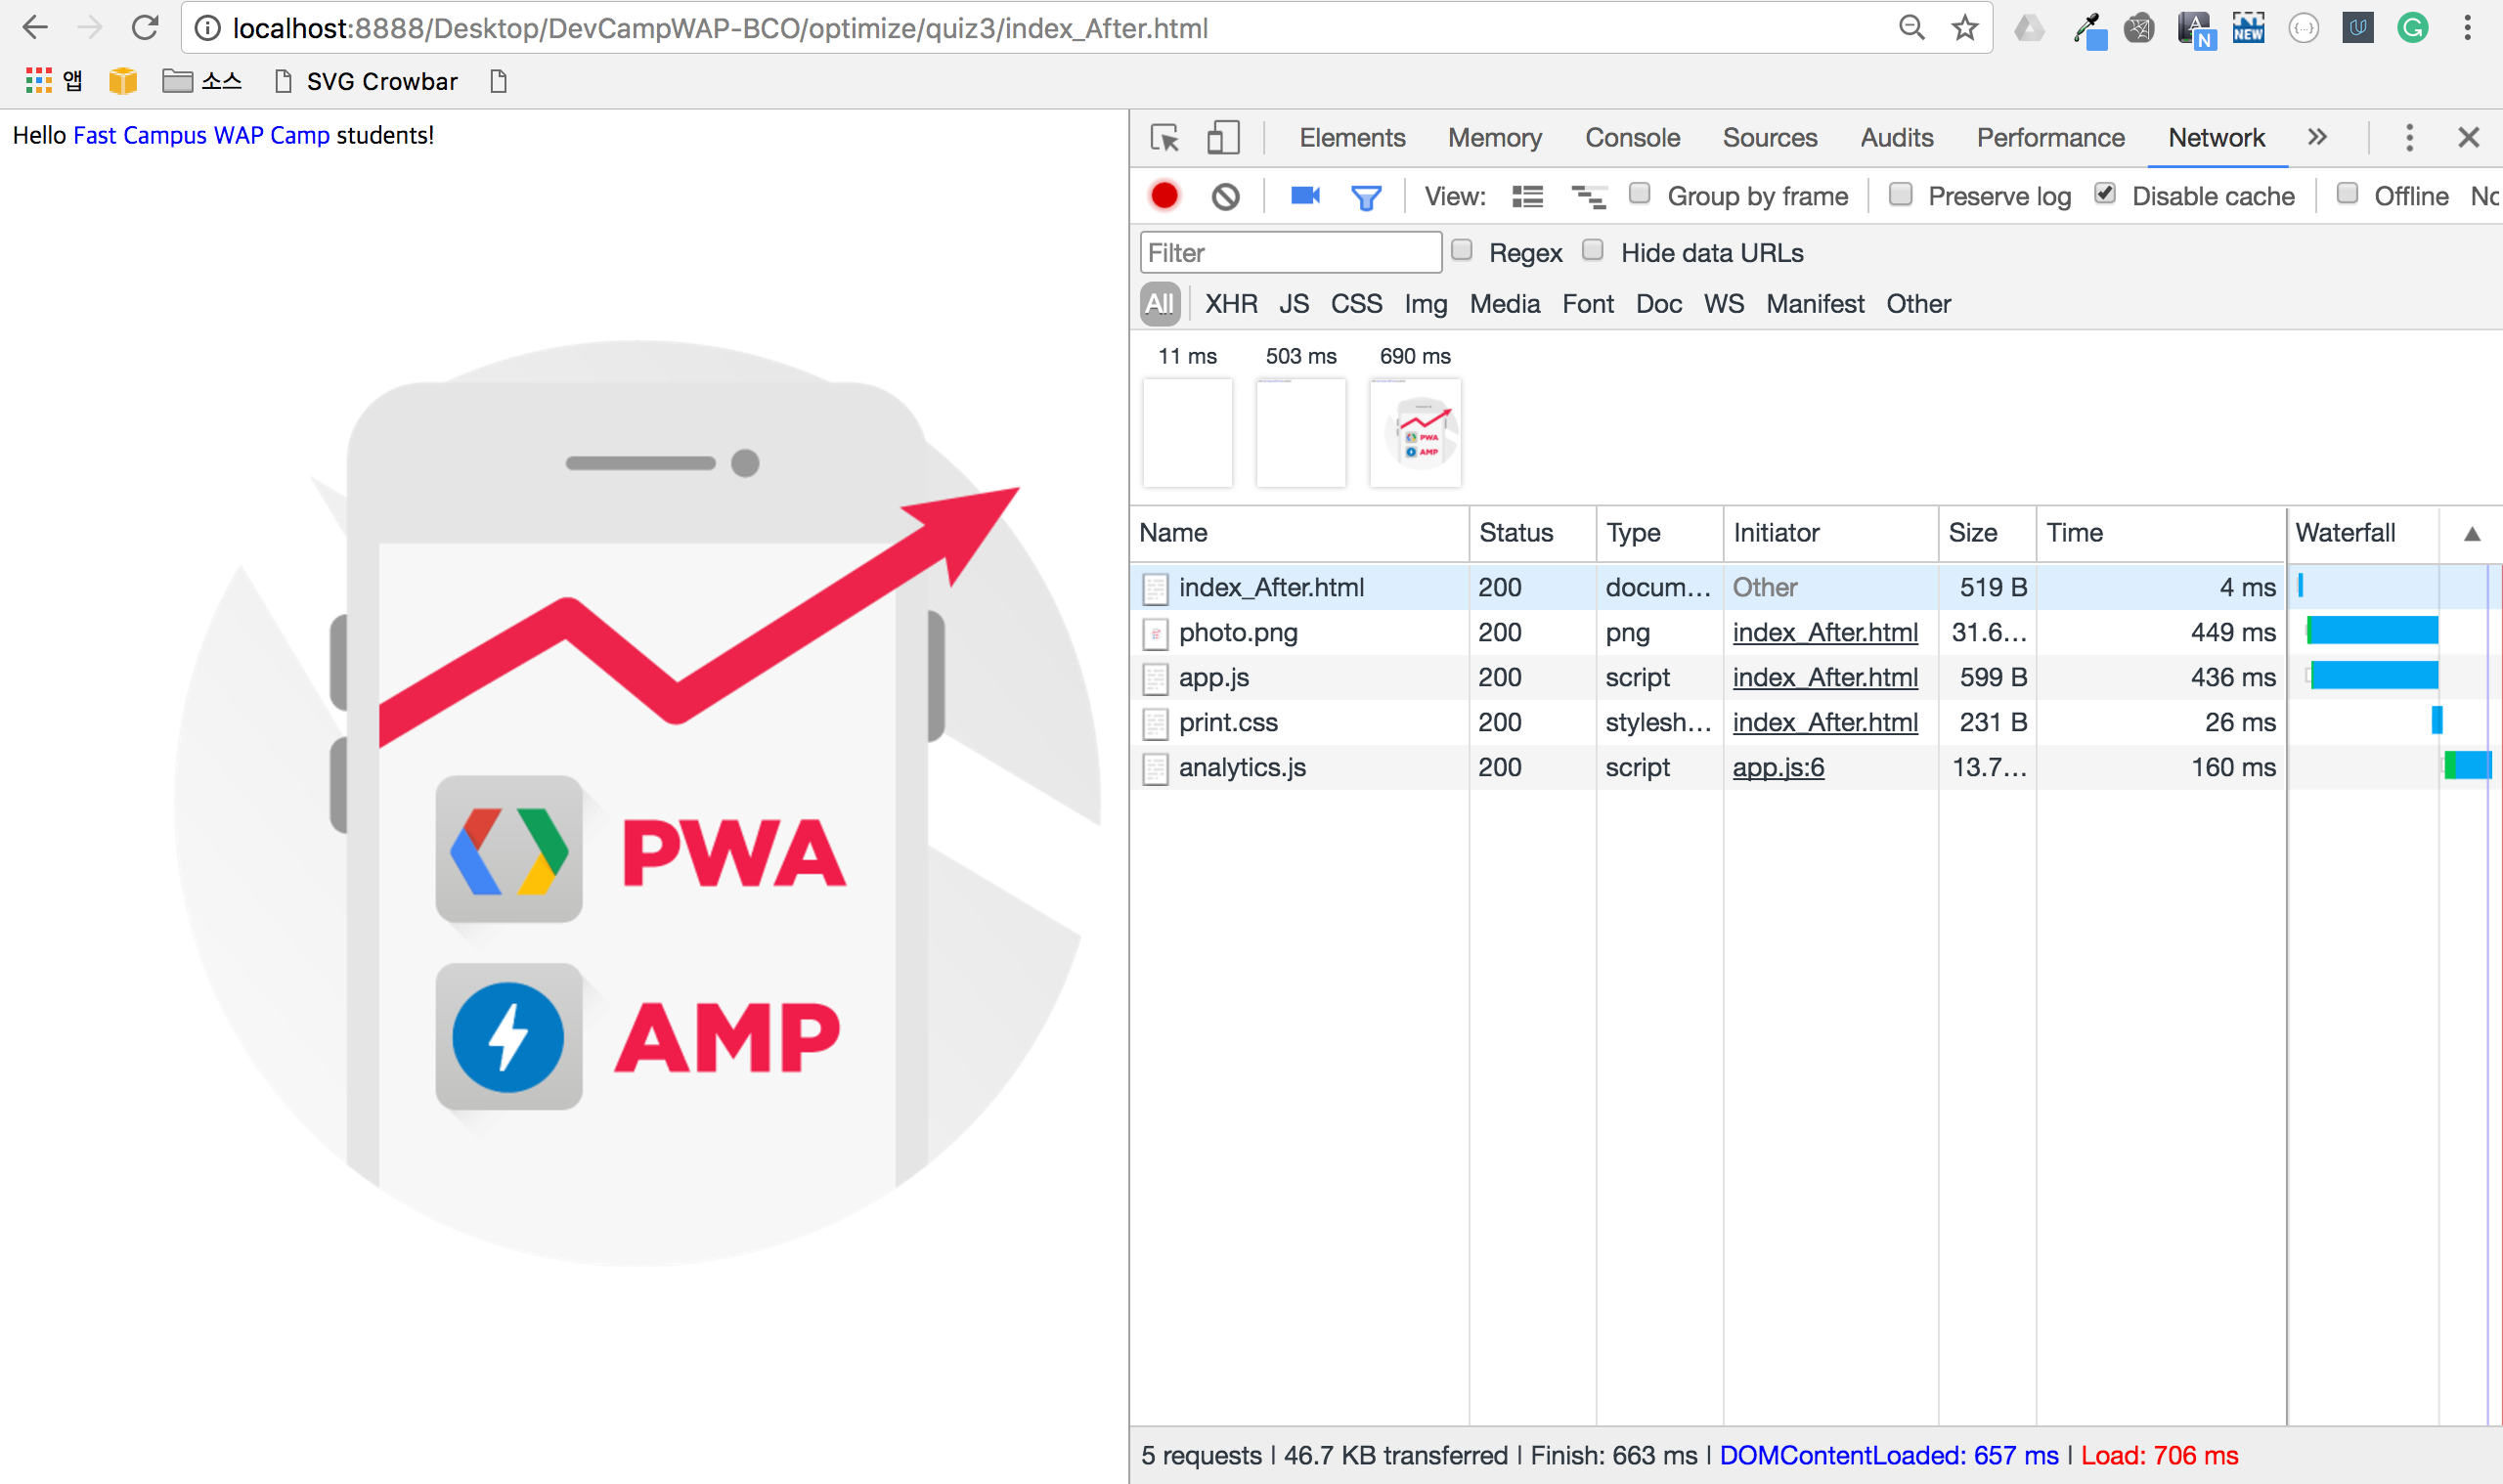 localhost:8888/Desktop/DevCampWAP-BCO/optimize/quiz3/index_After.html
앱 소스 SVG Crowbar
Hello Fast Campus WAP Camp students!
PWA
AMP
Elements Memory Console Sources Audits Performance Network
View: Group by frame Preserve log Disable cache Offline No
Filter Regex Hide data URLs
All XHR JS CSS Img Media Font Doc WS Manifest Other
11 ms 503 ms 690 ms
PWA
AMP
Name Status Type Initiator Size Time Waterfall
index_After.html 200 docum… Other 519 B 4 ms
photo.png 200 png index_After.html 31.6… 449 ms
app.js 200 script index_After.html 599 B 436 ms
print.css 200 stylesh… index_After.html 231 B 26 ms
analytics.js 200 script app.js:6 13.7… 160 ms
5 requests | 46.7 KB transferred | Finish: 663 ms | DOMContentLoaded: 657 ms | Load: 706 ms